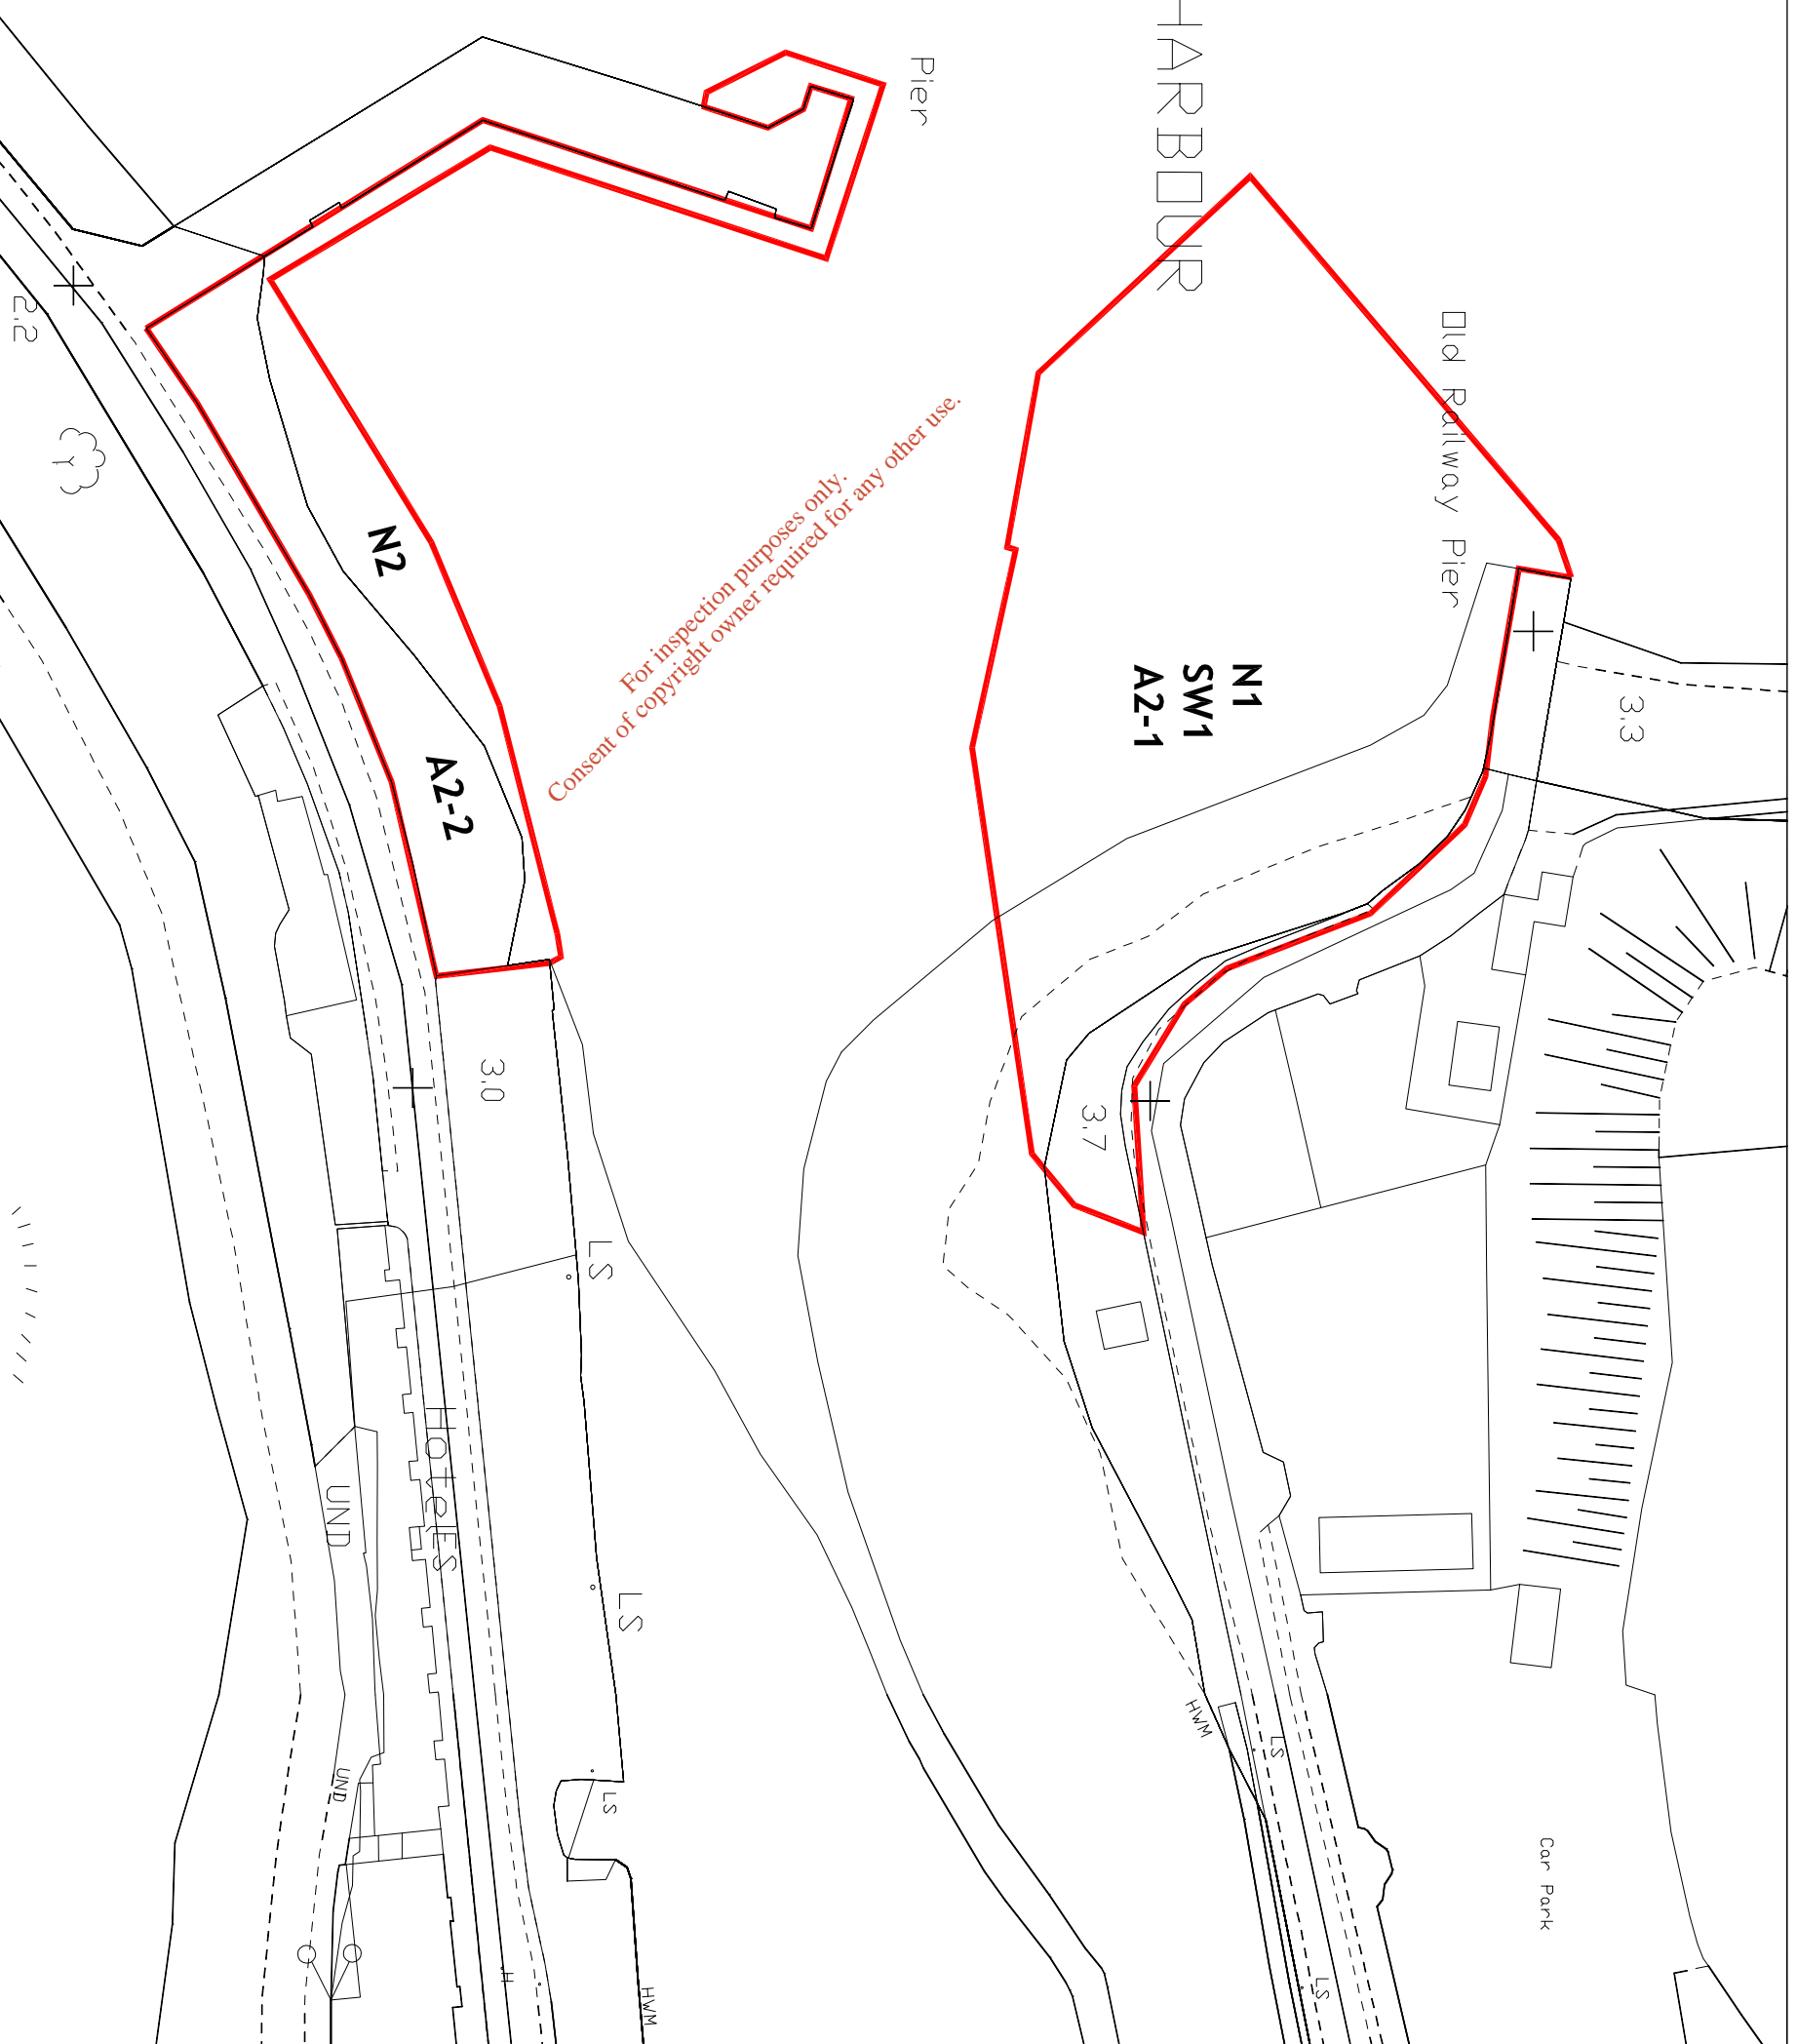 HARBOUR
Pier
Old Railway Pier
2.2
N2
A2-2
For inspection purposes only.
Consent of copyright owner required for any other use.
N1
SW1
A2-1
3.3
3.0
3.7
LS
Hotels
LS
UND
LS
HWM
LS
UND
LS
Car Park
H
HWM
LS